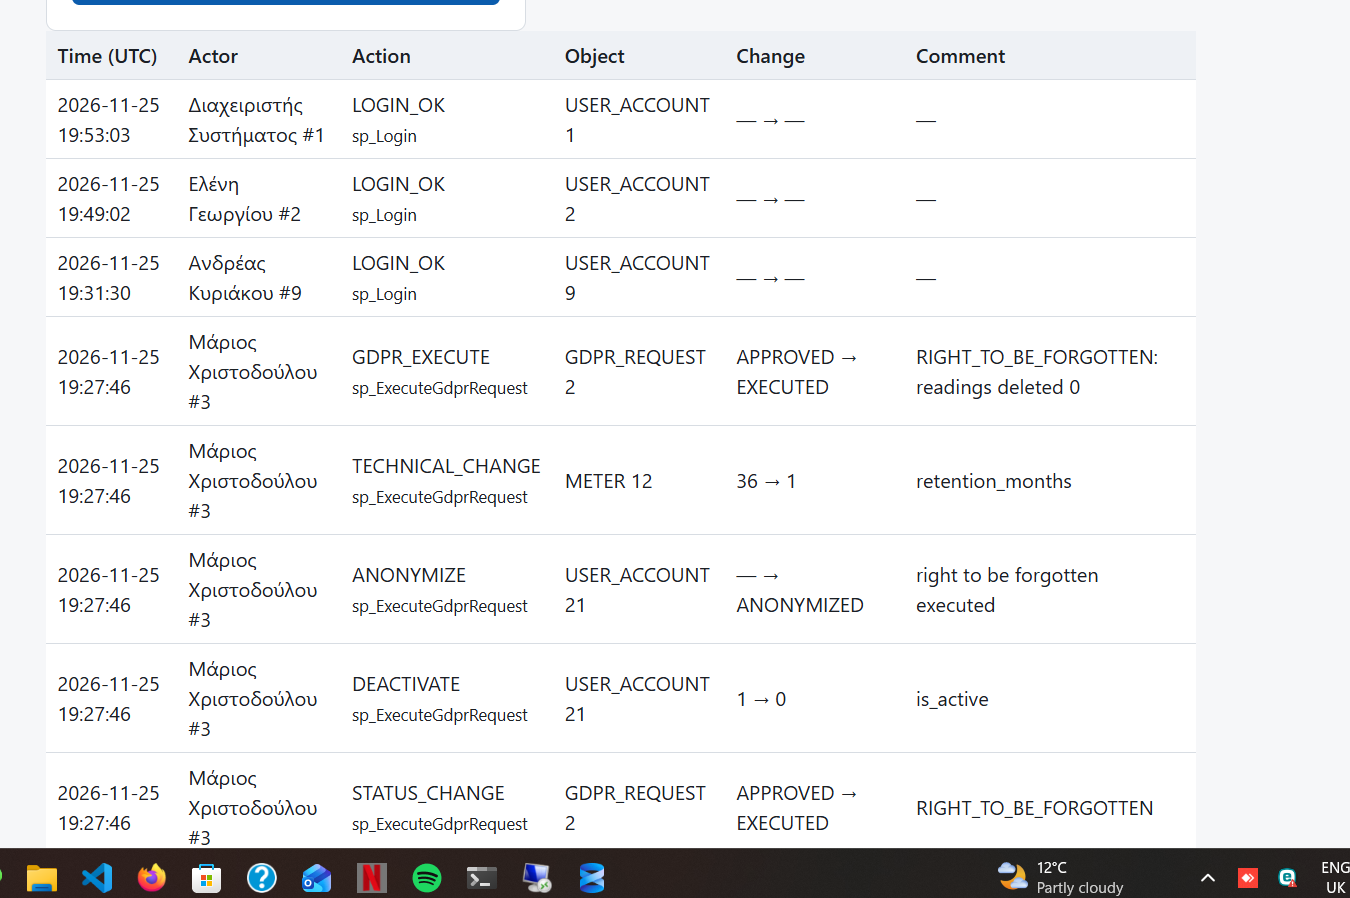 Time (UTC) Actor Action Object Change Comment
2026-11-25 19:53:03 Διαχειριστής Συστήματος #1 LOGIN_OK sp_Login USER_ACCOUNT 1 — → — —
2026-11-25 19:49:02 Ελένη Γεωργίου #2 LOGIN_OK sp_Login USER_ACCOUNT 2 — → — —
2026-11-25 19:31:30 Ανδρέας Κυριάκου #9 LOGIN_OK sp_Login USER_ACCOUNT 9 — → — —
2026-11-25 19:27:46 Μάριος Χριστοδούλου #3 GDPR_EXECUTE sp_ExecuteGdprRequest GDPR_REQUEST 2 APPROVED → EXECUTED RIGHT_TO_BE_FORGOTTEN: readings deleted 0
2026-11-25 19:27:46 Μάριος Χριστοδούλου #3 TECHNICAL_CHANGE sp_ExecuteGdprRequest METER 12 36 → 1 retention_months
2026-11-25 19:27:46 Μάριος Χριστοδούλου #3 ANONYMIZE sp_ExecuteGdprRequest USER_ACCOUNT 21 — → ANONYMIZED right to be forgotten executed
2026-11-25 19:27:46 Μάριος Χριστοδούλου #3 DEACTIVATE sp_ExecuteGdprRequest USER_ACCOUNT 21 1 → 0 is_active
2026-11-25 19:27:46 Μάριος Χριστοδούλου #3 STATUS_CHANGE sp_ExecuteGdprRequest GDPR_REQUEST 2 APPROVED → EXECUTED RIGHT_TO_BE_FORGOTTEN
12°C
Partly cloudy
ENG
UK